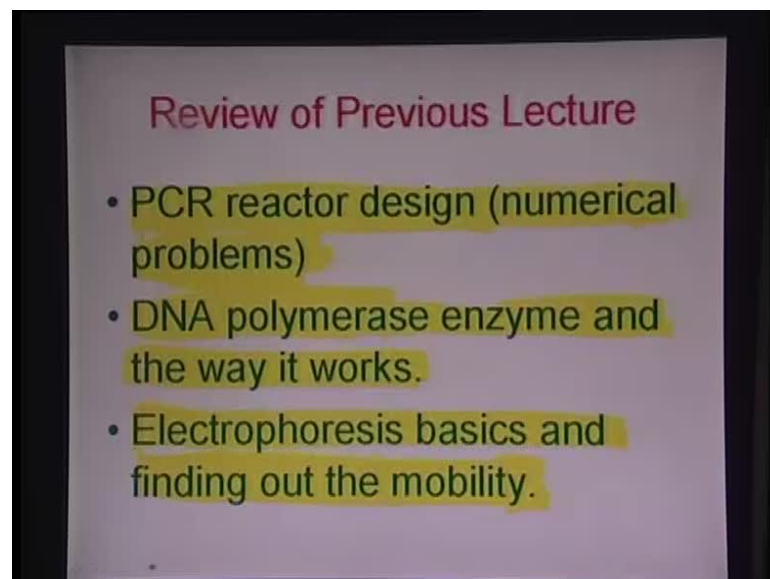 Review of Previous Lecture
• PCR reactor design (numerical
problems)
• DNA polymerase enzyme and
the way it works.
• Electrophoresis basics and
finding out the mobility.